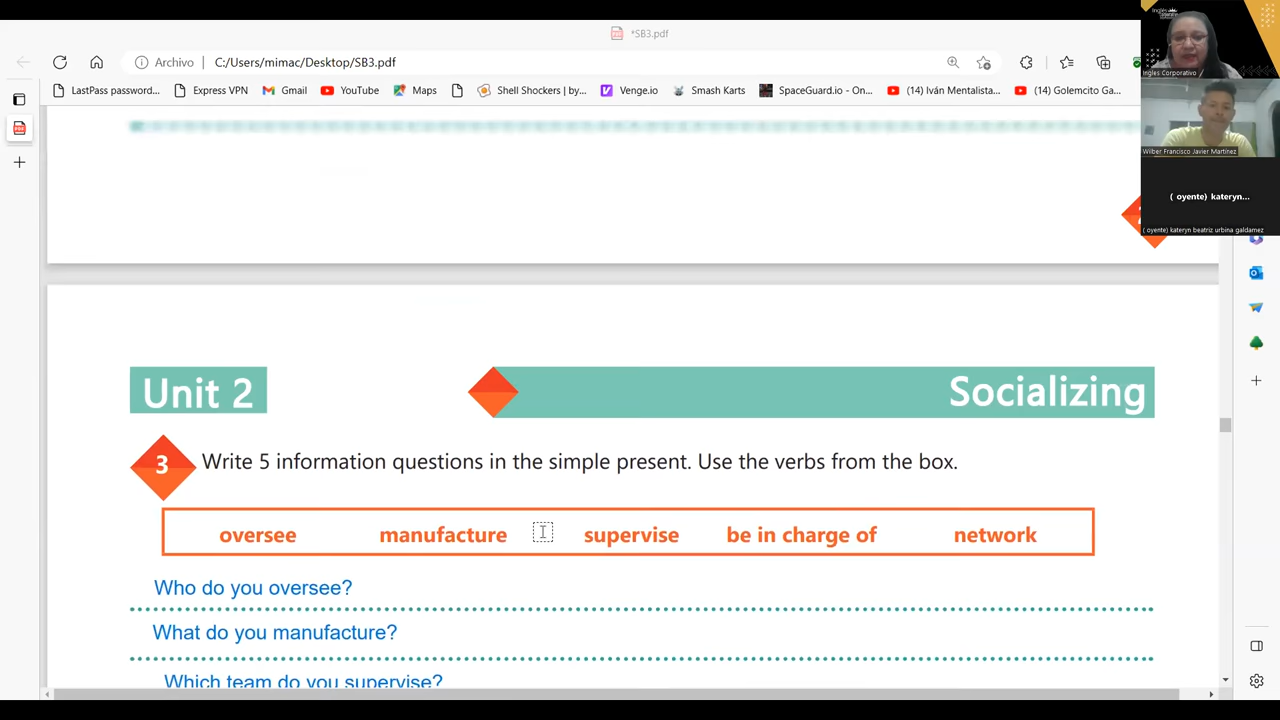 *SB3.pdf
Archivo C:/Users/mimac/Desktop/SB3.pdf
LastPass password... Express VPN Gmail YouTube Maps Shell Shockers | by... Venge.io Smash Karts SpaceGuard.io - On... (14) Iván Mentalista... (14) Golemcito Ga...
Inglés
Ingles Corporativo /
Wilber Francisco Javier Martínez
( oyente) kateryn...
( oyente) kateryn beatriz urbina galdamez
Unit 2 Socializing
3 Write 5 information questions in the simple present. Use the verbs from the box.
oversee manufacture supervise be in charge of network
Who do you oversee?
What do you manufacture?
Which team do you supervise?